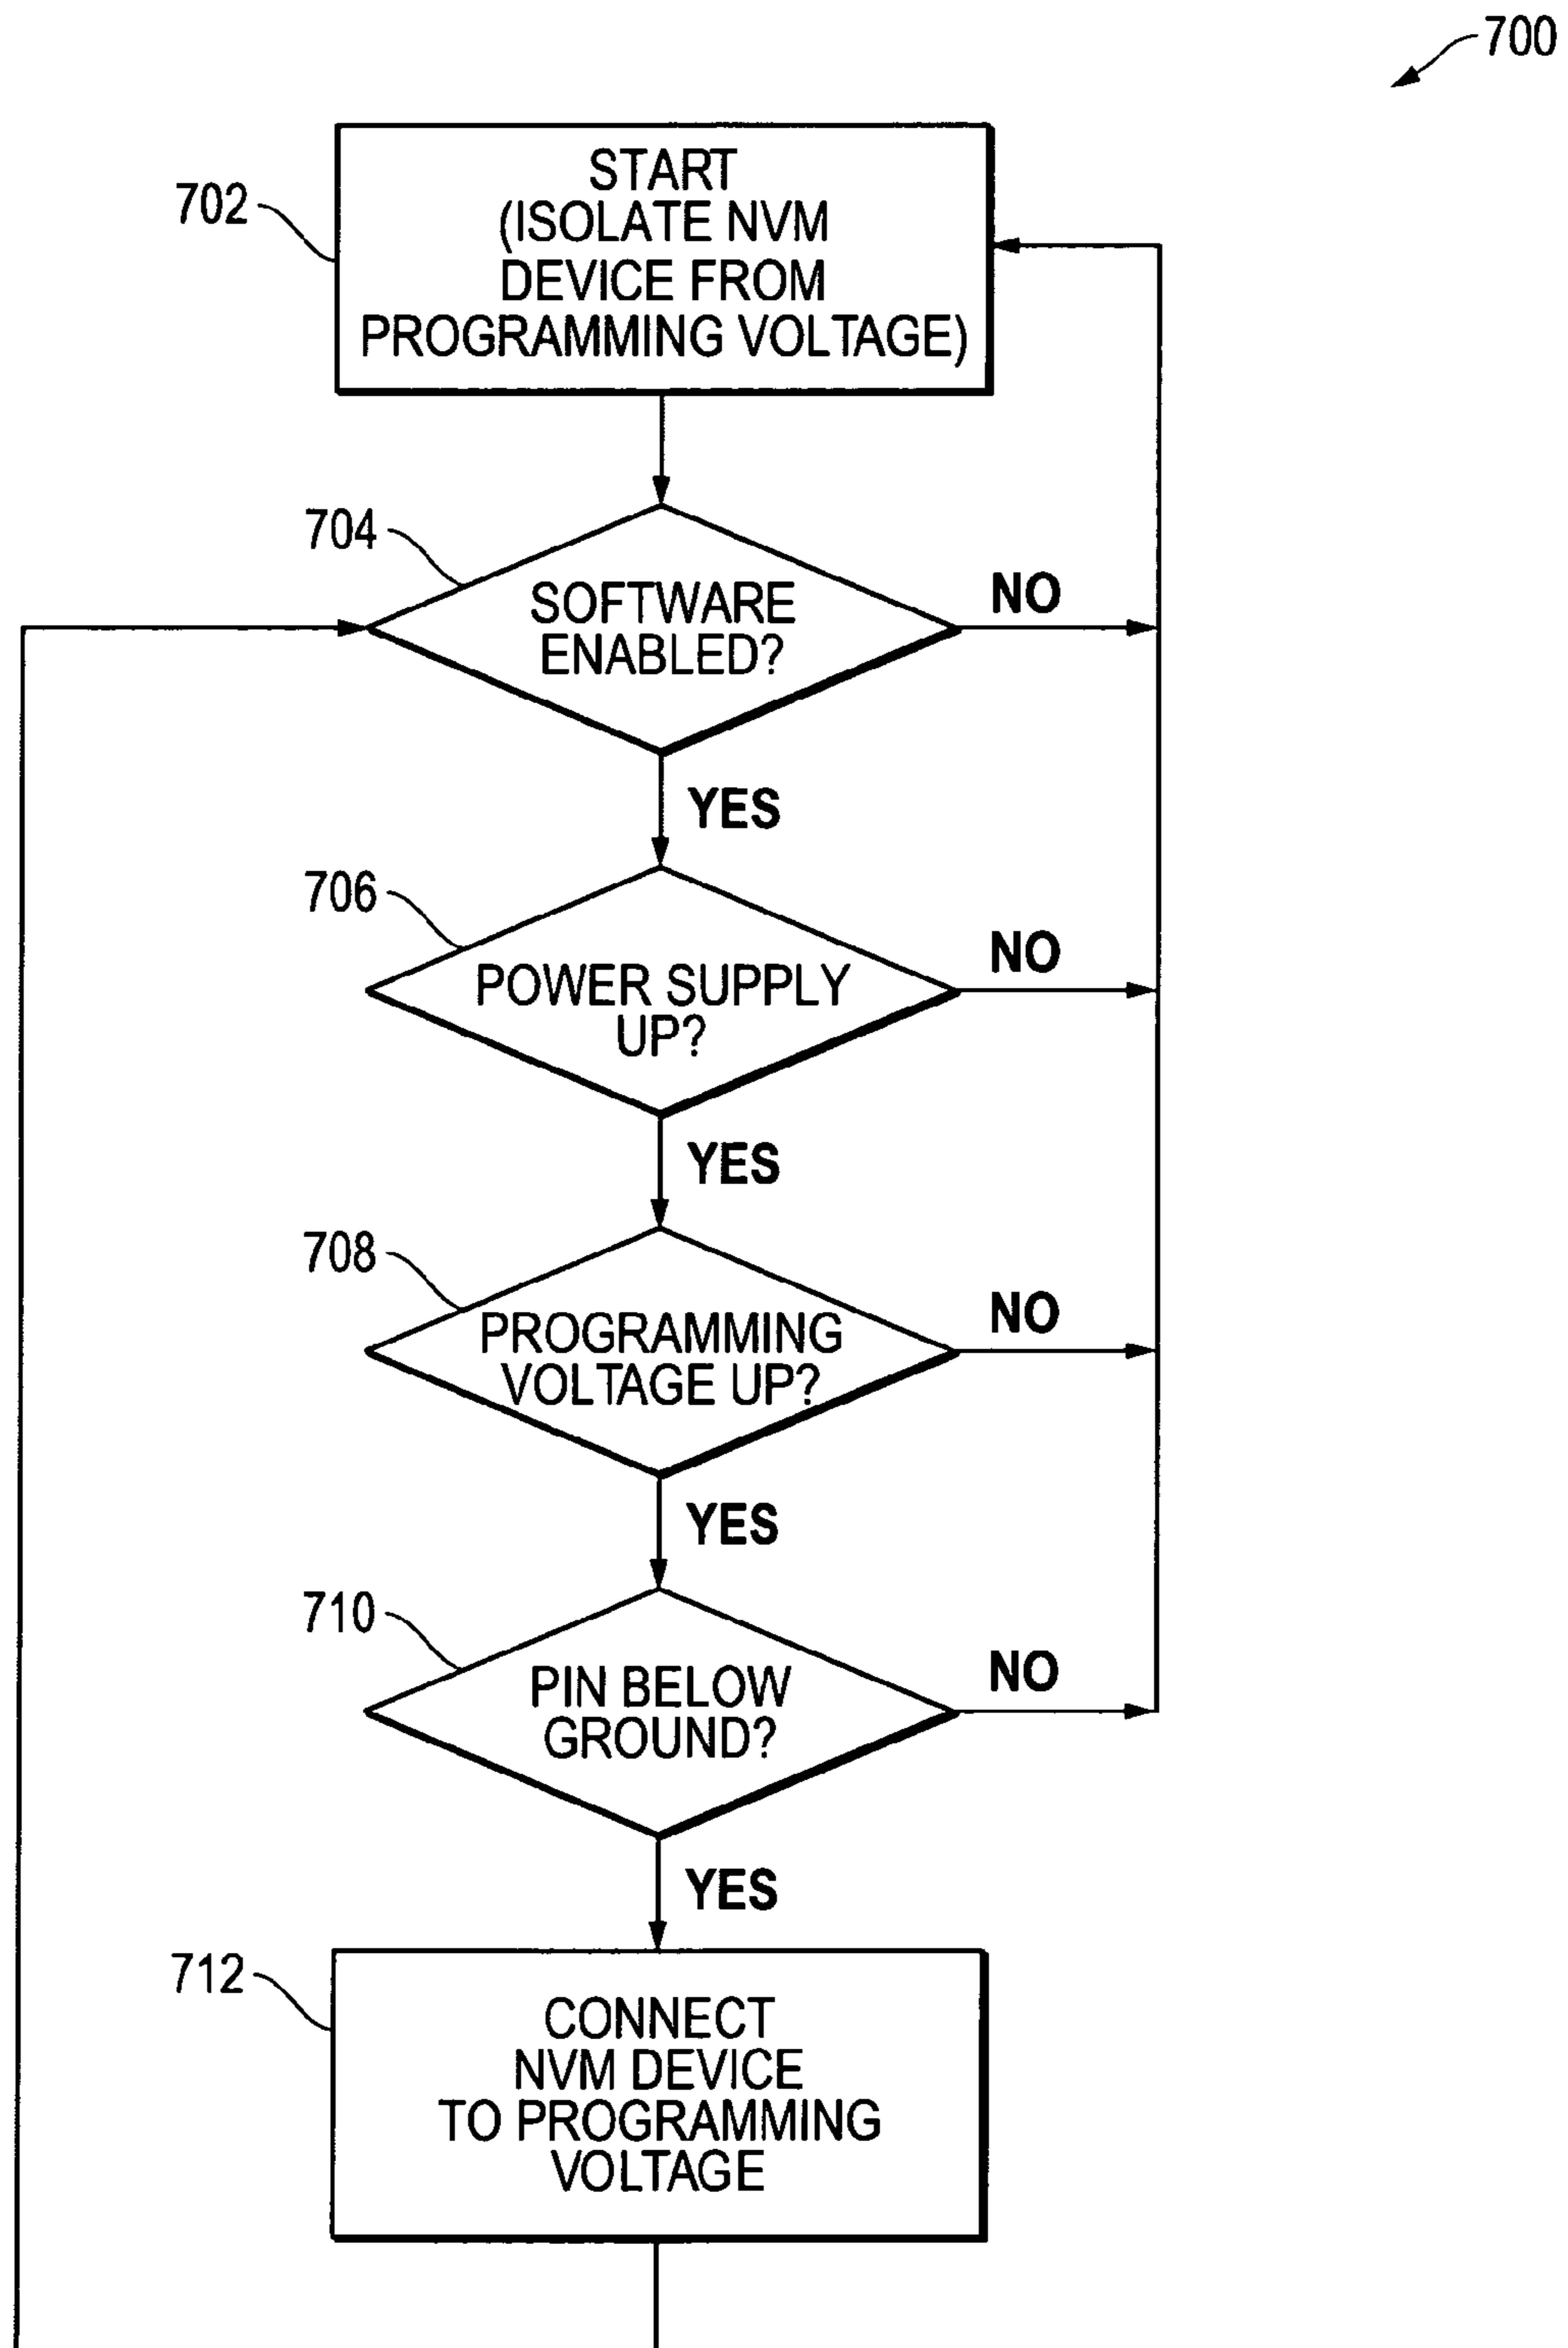 700
702
START
(ISOLATE NVM
DEVICE FROM
PROGRAMMING VOLTAGE)
704
SOFTWARE
ENABLED?
NO
YES
706
POWER SUPPLY
UP?
NO
YES
708
PROGRAMMING
VOLTAGE UP?
NO
YES
710
PIN BELOW
GROUND?
NO
YES
712
CONNECT
NVM DEVICE
TO PROGRAMMING
VOLTAGE